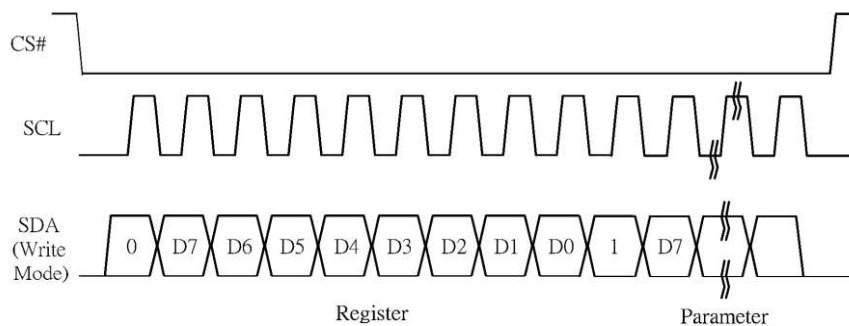 CS#
SCL
SDA
(Write
Mode)
0 D7 D6 D5 D4 D3 D2 D1 D0 1 D7
Register Parameter